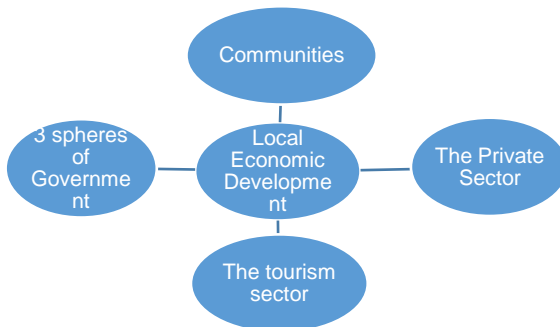 Communities
3 spheres
of
Governme
nt
Local
Economic
Developme
nt
The Private
Sector
The tourism
sector